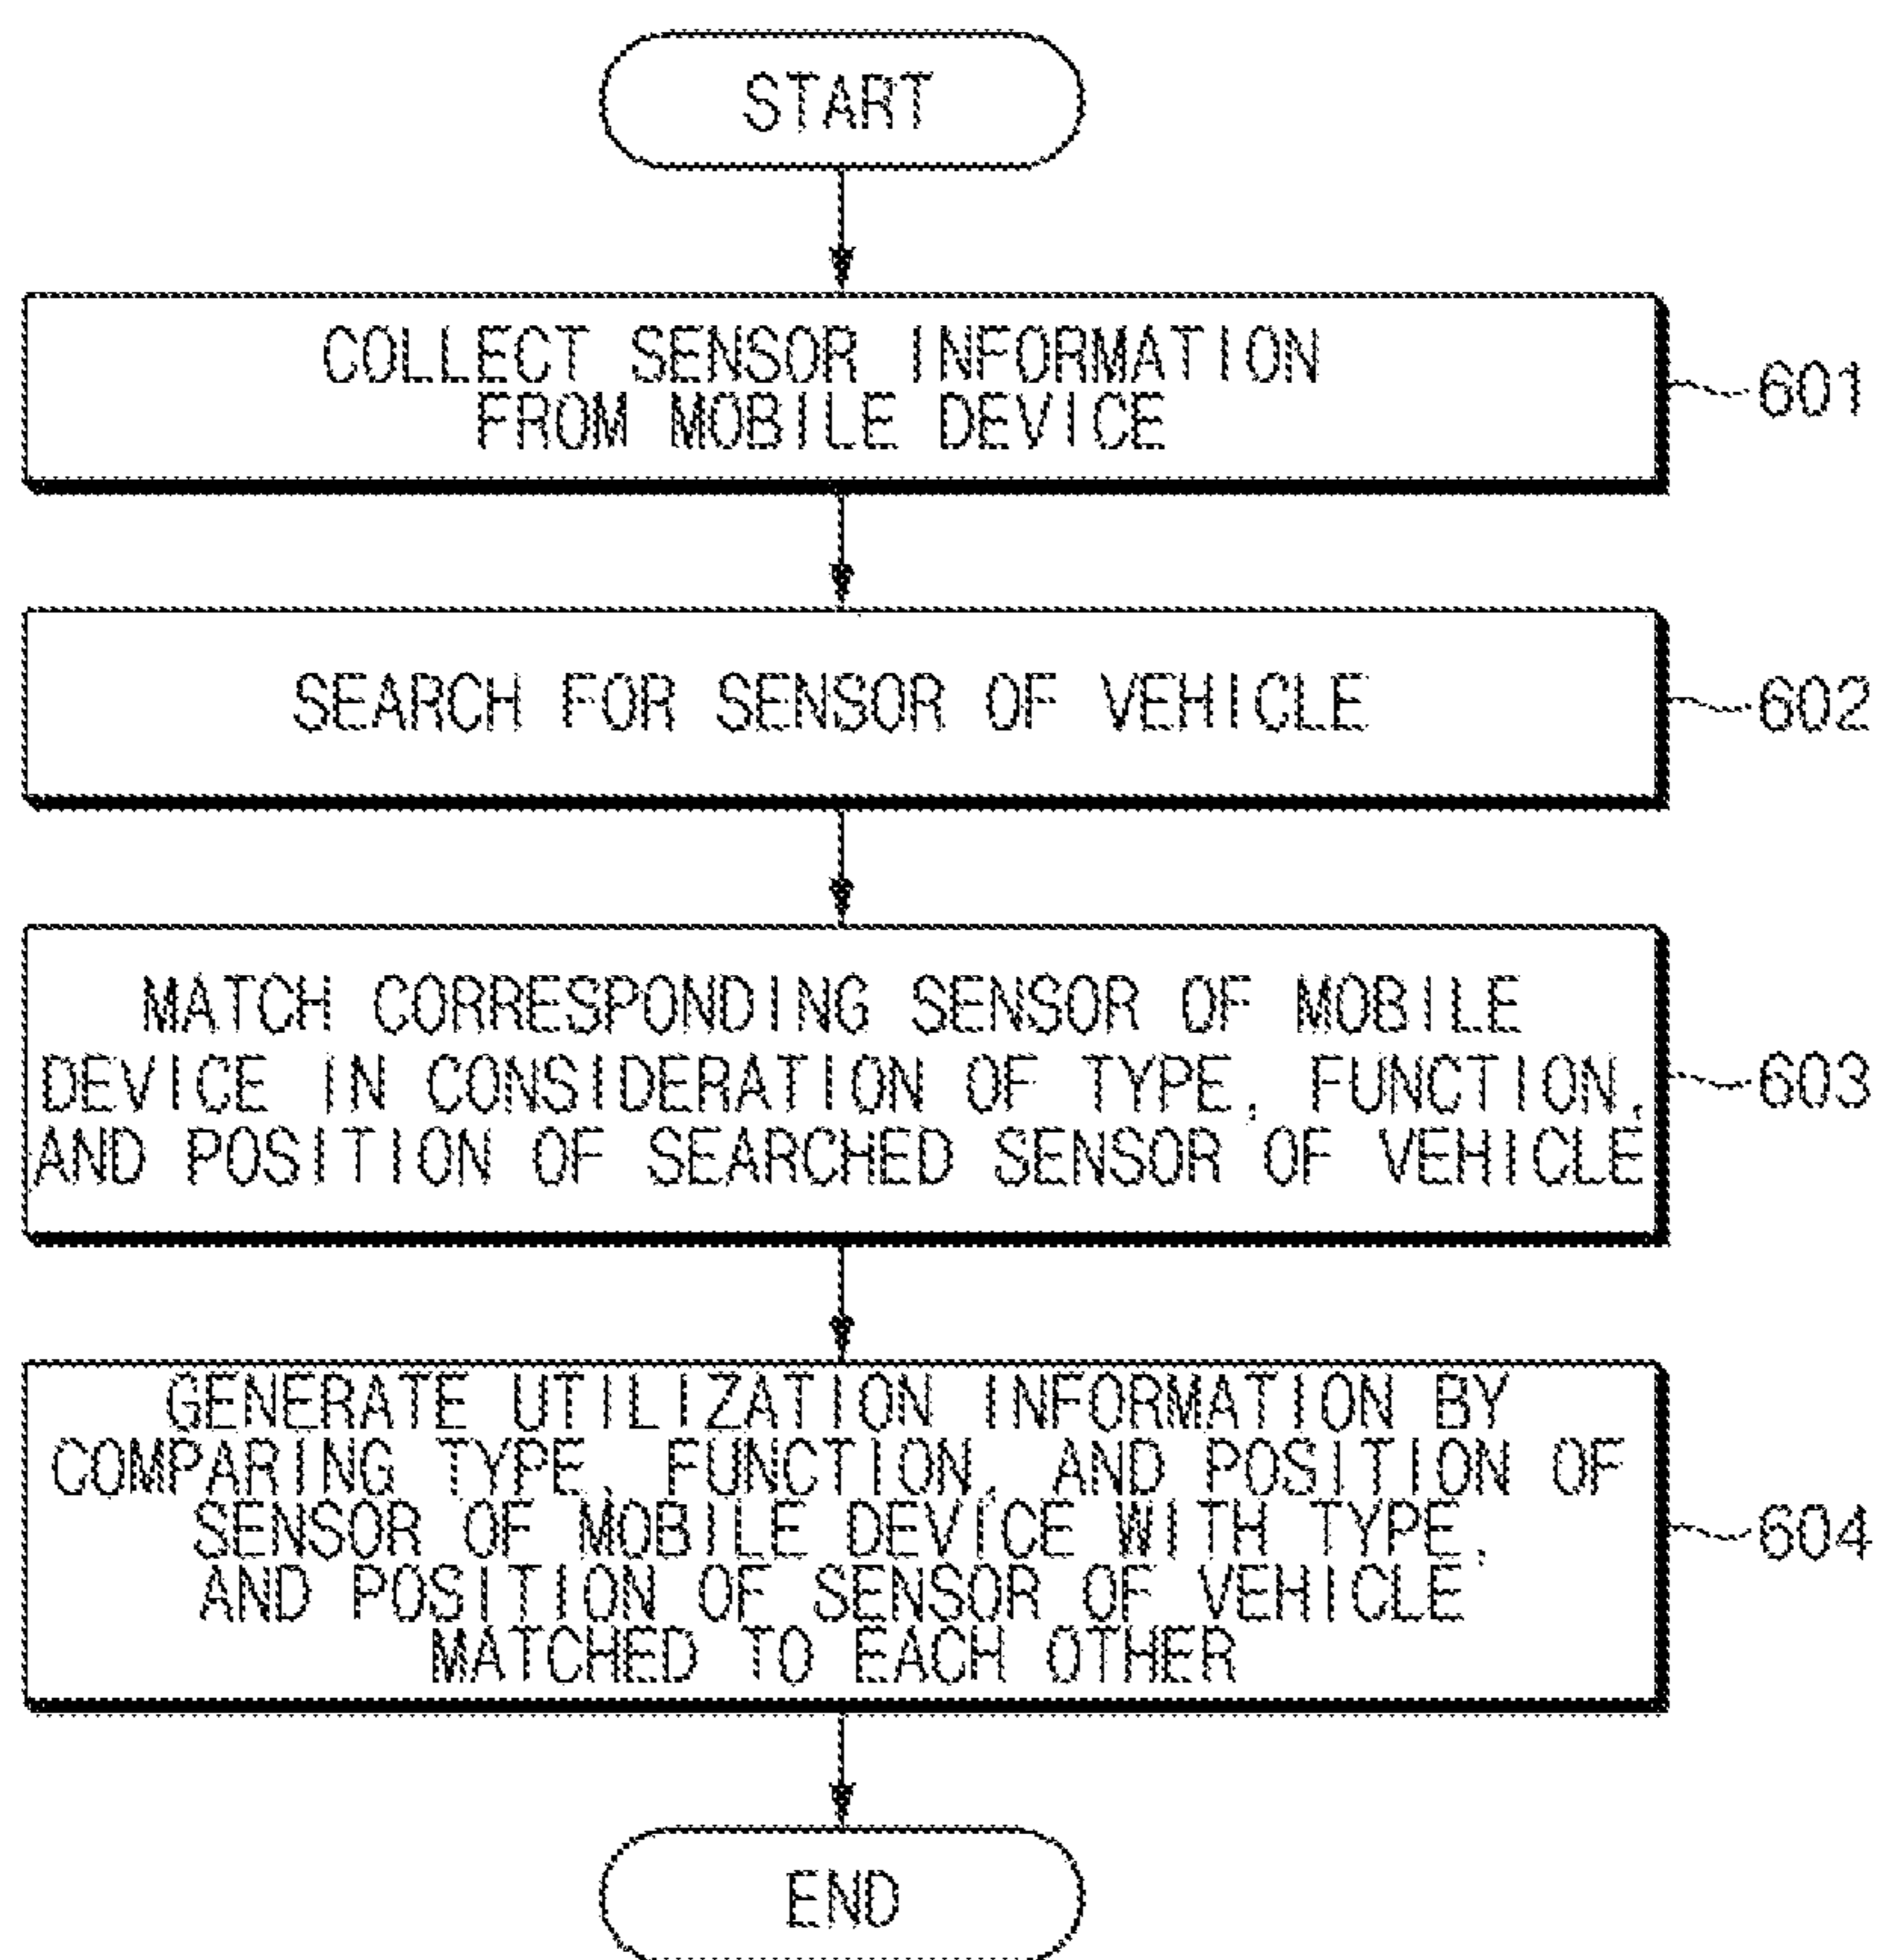 START
COLLECT SENSOR INFORMATION
FROM MOBILE DEVICE
601
SEARCH FOR SENSOR OF VEHICLE
602
MATCH CORRESPONDING SENSOR OF MOBILE
DEVICE IN CONSIDERATION OF TYPE, FUNCTION,
AND POSITION OF SEARCHED SENSOR OF VEHICLE
603
GENERATE UTILIZATION INFORMATION BY
COMPARING TYPE, FUNCTION, AND POSITION OF
SENSOR OF MOBILE DEVICE WITH TYPE,
AND POSITION OF SENSOR OF VEHICLE
MATCHED TO EACH OTHER
604
END